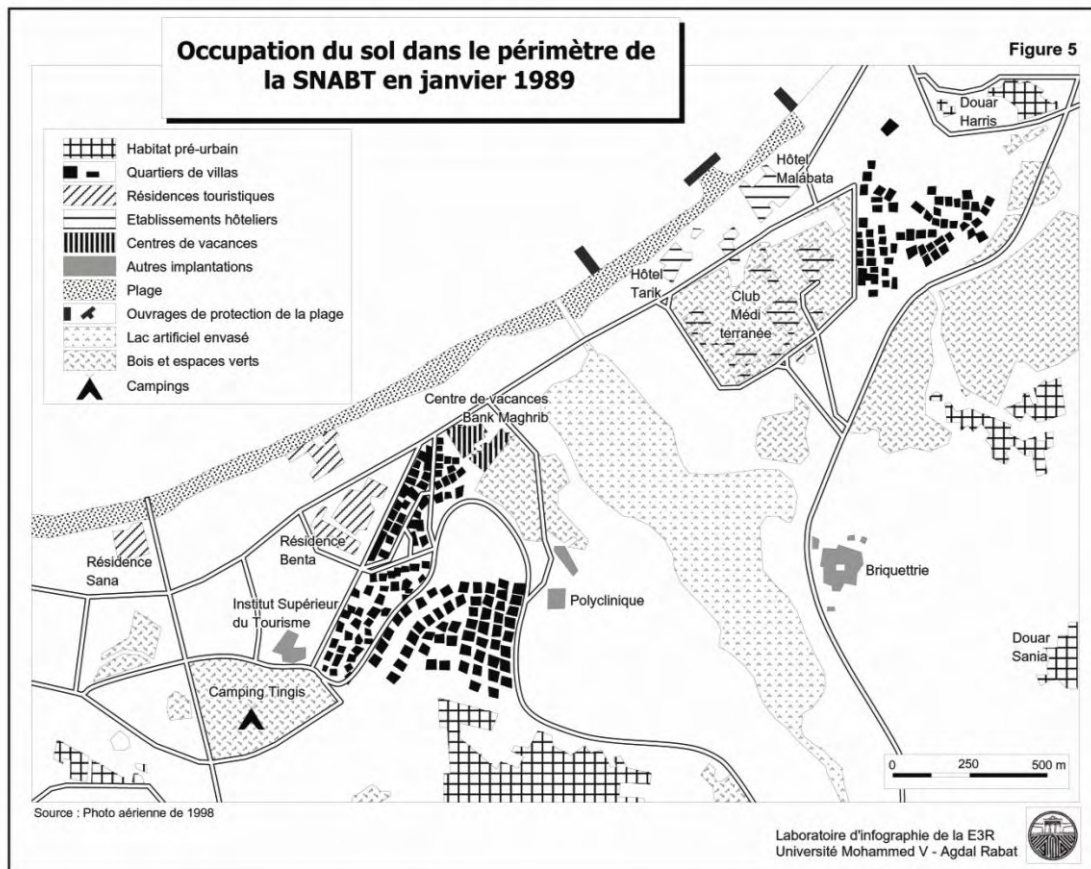 Occupation du sol dans le périmètre de
la SNABT en janvier 1989
Figure 5
Habitat pré-urbain
Quartiers de villas
Résidences touristiques
Etablissements hôteliers
Centres de vacances
Autres implantations
Plage
Ouvrages de protection de la plage
Lac artificiel envasé
Bois et espaces verts
Campings
Douar
Harris
Hôtel
Malabata
Hôtel
Tarik
Club
Médi
terranée
Centre de vacances
Bank Maghrib
Résidence
Sana
Résidence
Benta
Institut Supérieur
du Tourisme
Polyclinique
Briquettrie
Douar
Sania
Camping Tingis
0 250 500 m
Source : Photo aérienne de 1998
Laboratoire d'infographie de la E3R
Université Mohammed V - Agdal Rabat